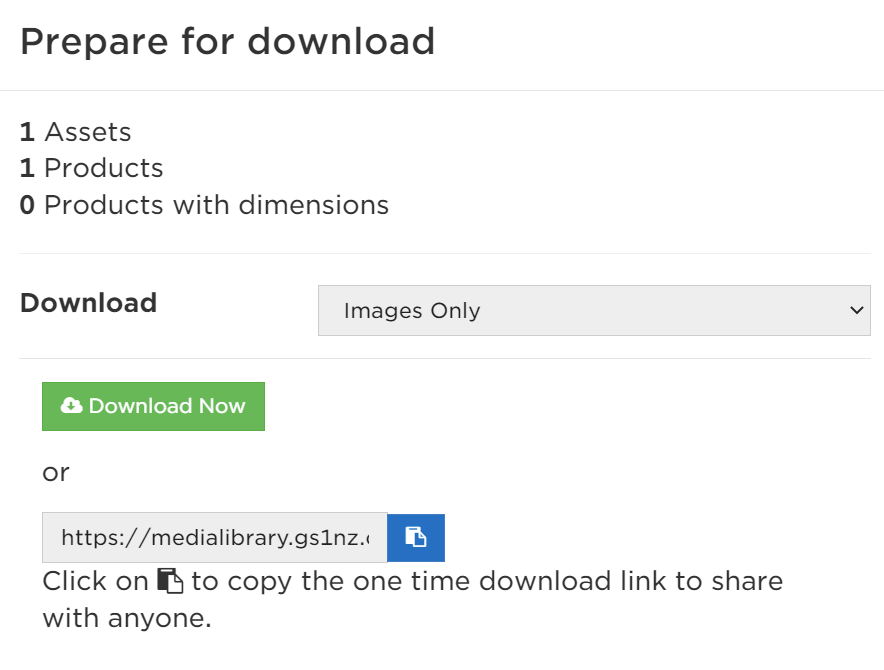 Prepare for download
1 Assets
1 Products
0 Products with dimensions
Download
Images Only
Download Now
or
https://medialibrary.gs1nz.
Click on to copy the one time download link to share
with anyone.